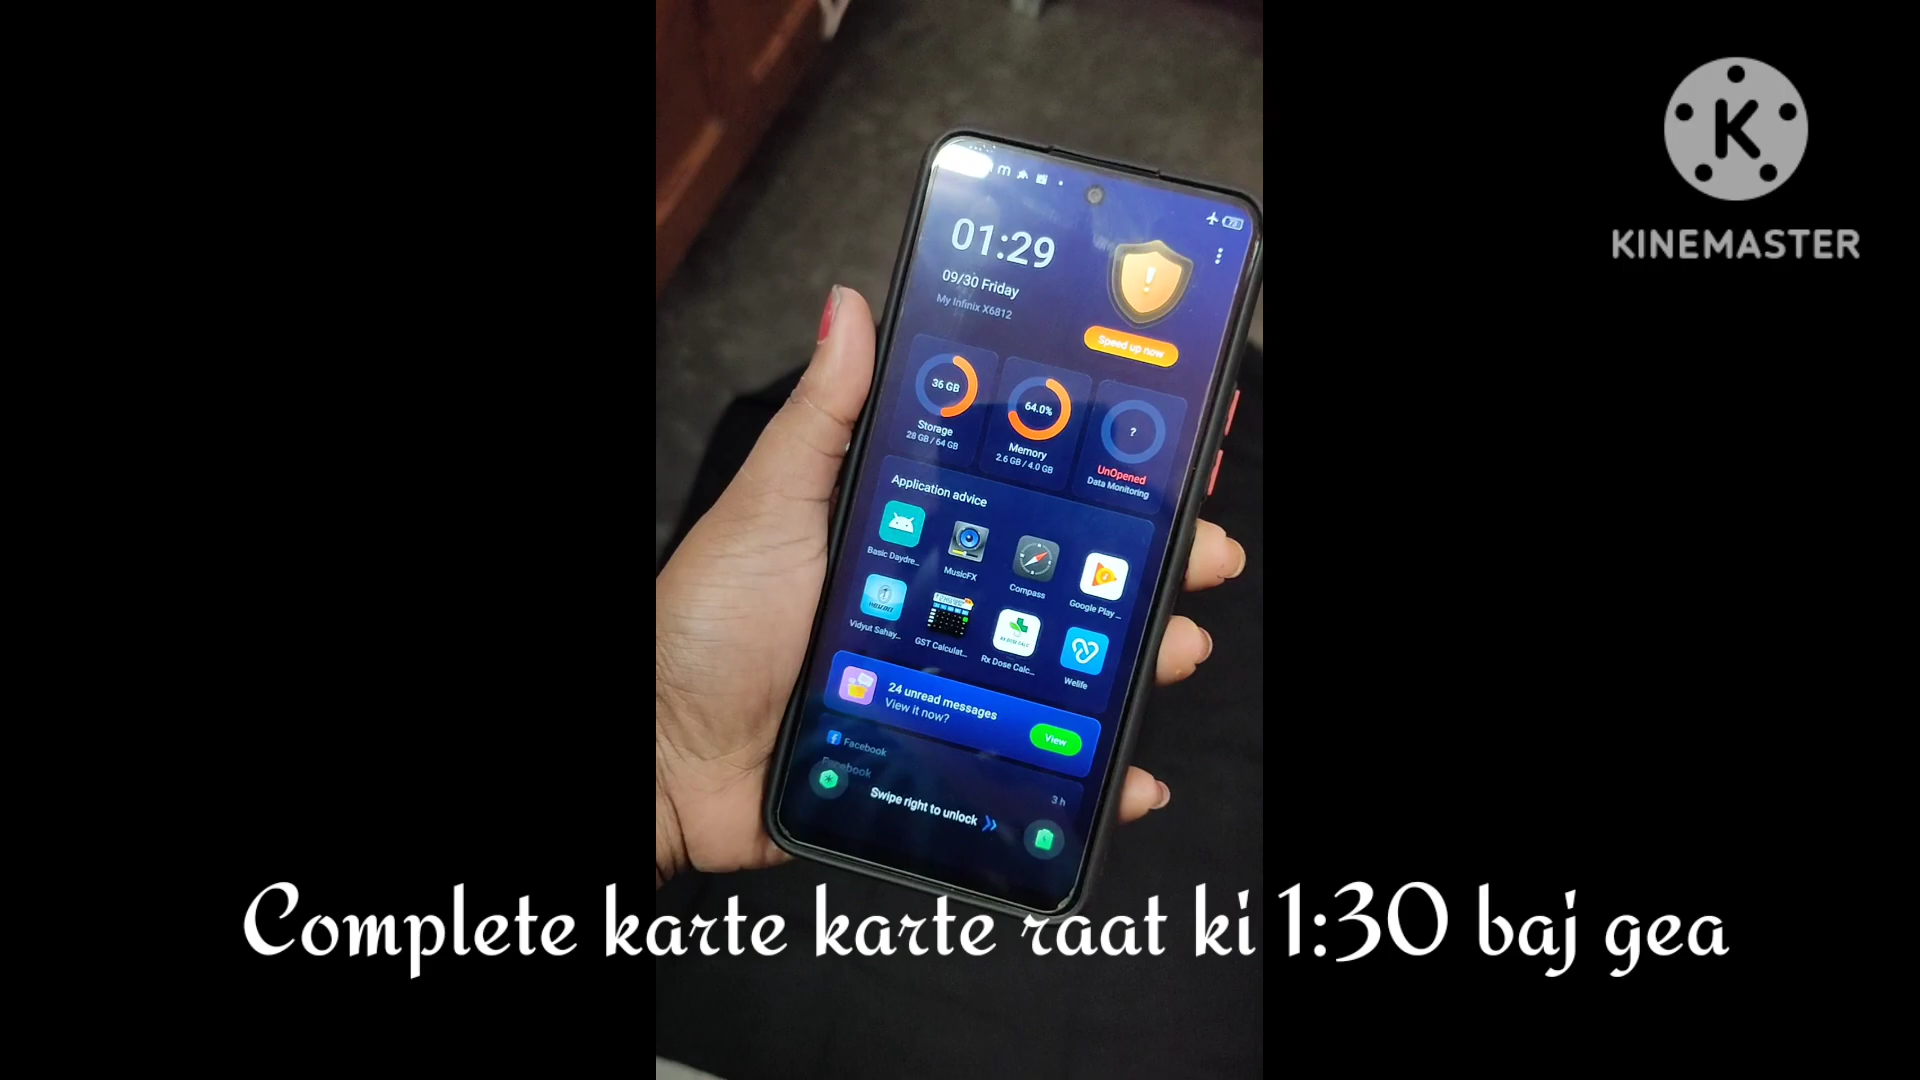 KINEMASTER
m
73
01:29
09/30 Friday
My Infinix X6812
Speed up now
36 GB
Storage
28 GB / 64 GB
64.0%
Memory
2.6 GB / 4.0 GB
?
UnOpened
Data Monitoring
Application advice
Basic Daydre...
MusicFX
Compass
Google Play ...
Vidyut Sahay...
GST Calculat...
Rx Dose Calc...
Welife
24 unread messages
View it now?
View
Facebook
Facebook
3 h
Swipe right to unlock
Complete karte karte raat ki 1:30 baj gea